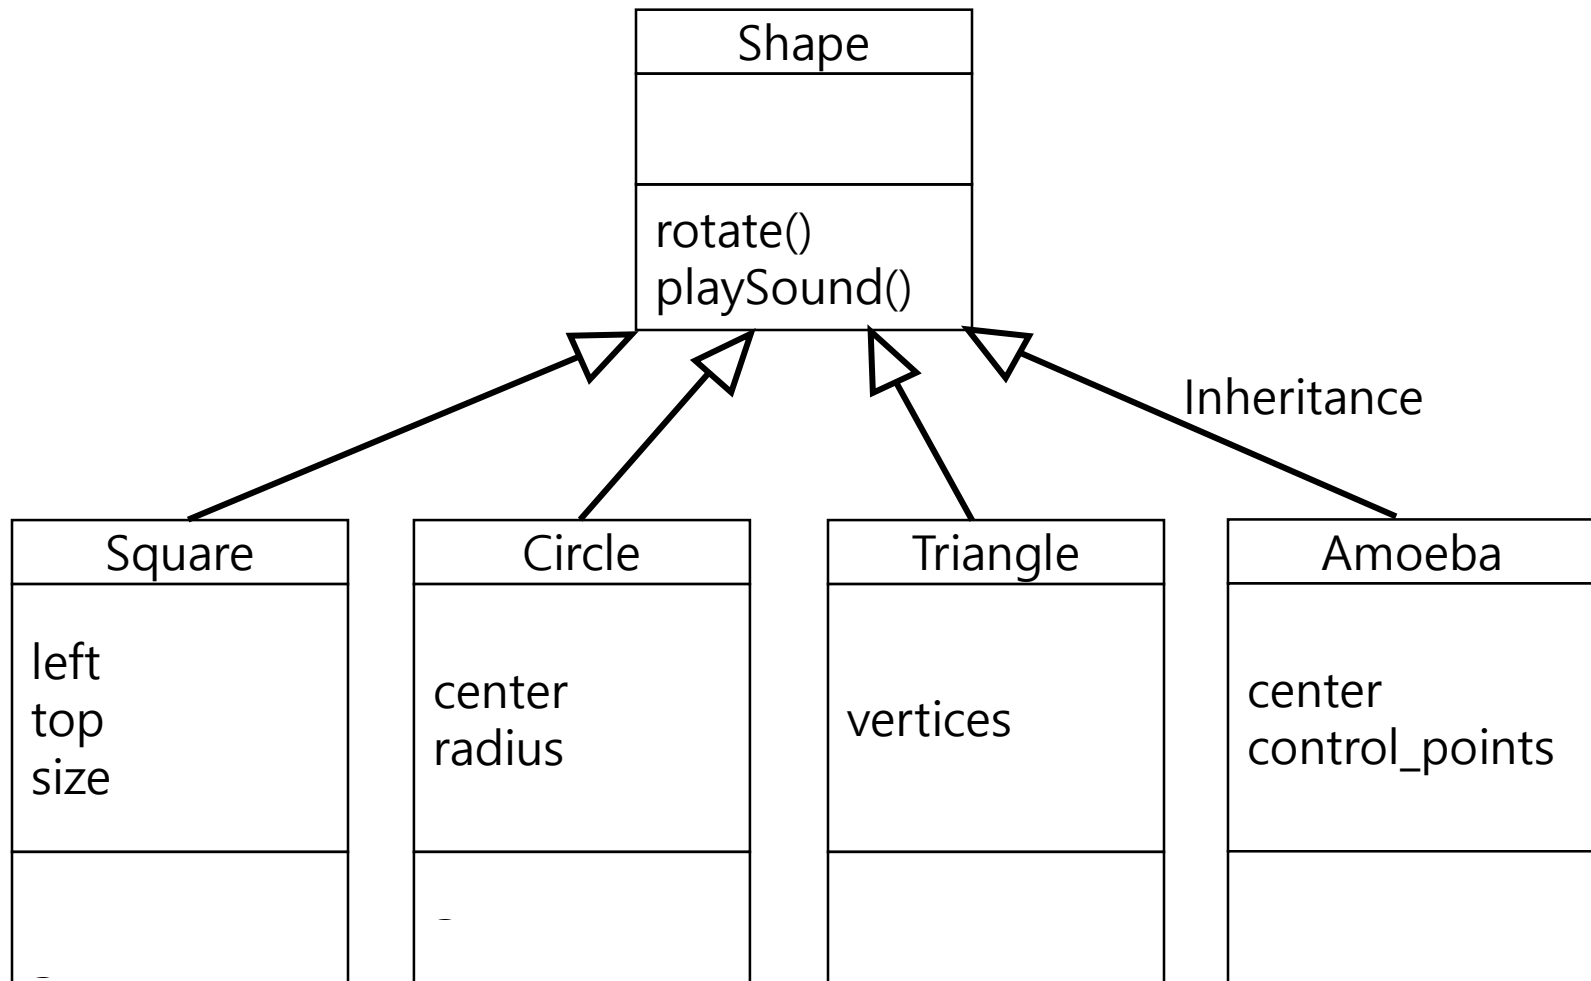 Shape
rotate()
playSound()
Inheritance
Square
Circle
Triangle
Amoeba
left
top
size
center
radius
vertices
center
control_points